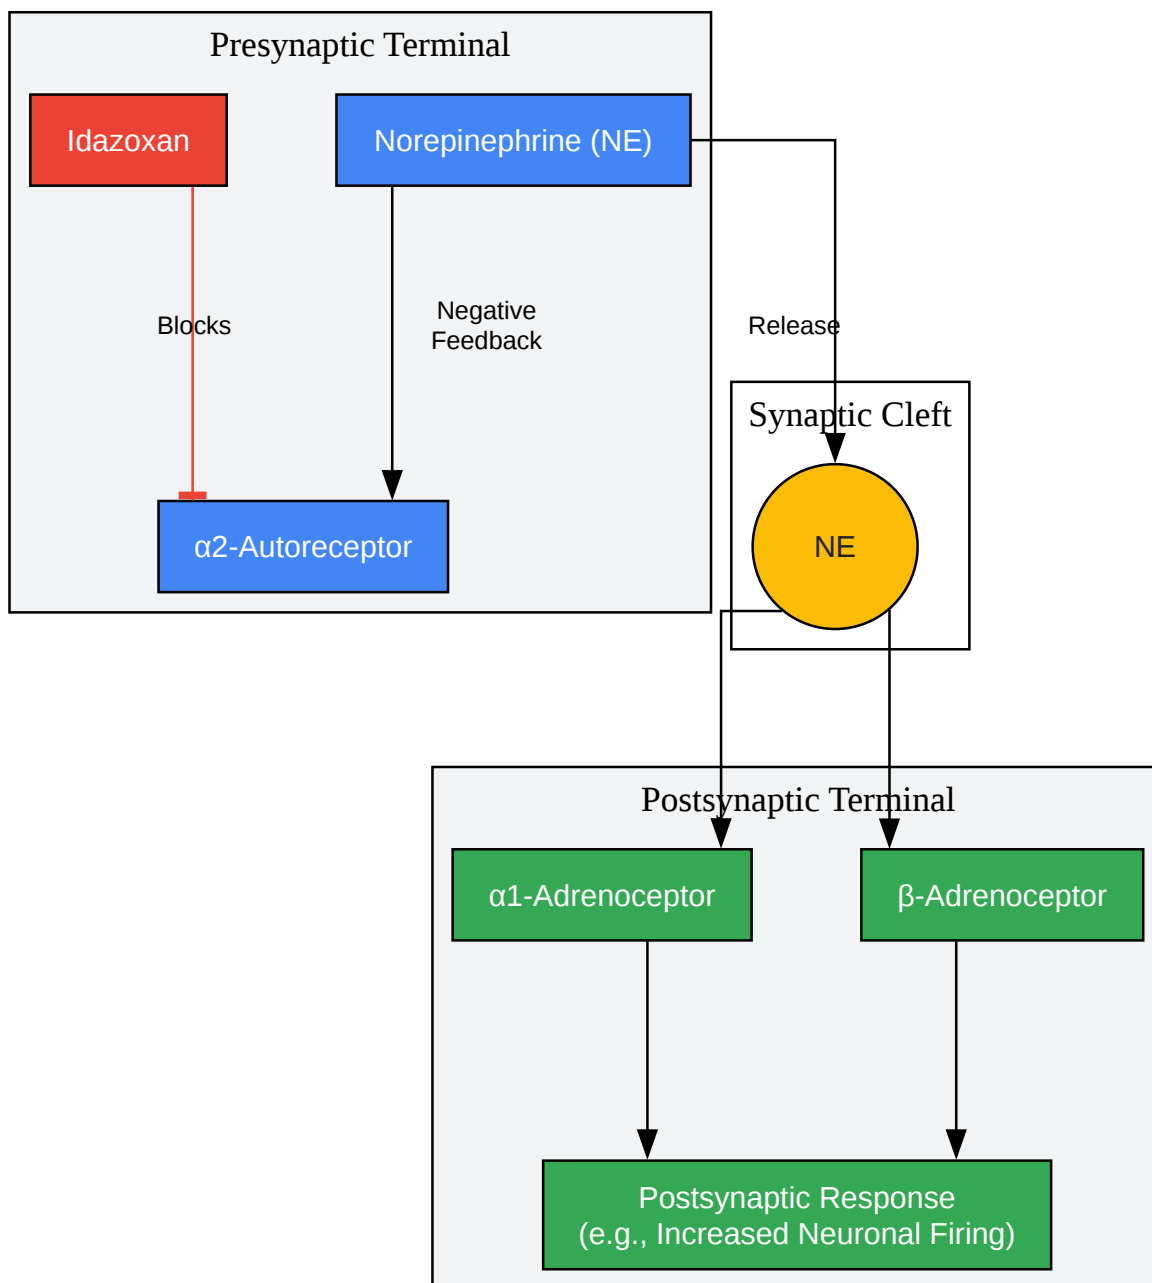 Presynaptic Terminal
Idazoxan
Norepinephrine (NE)
Blocks
Negative
Feedback
Release
Synaptic Cleft
α2-Autoreceptor
NE
Postsynaptic Terminal
α1-Adrenoceptor
β-Adrenoceptor
Postsynaptic Response
(e.g., Increased Neuronal Firing)